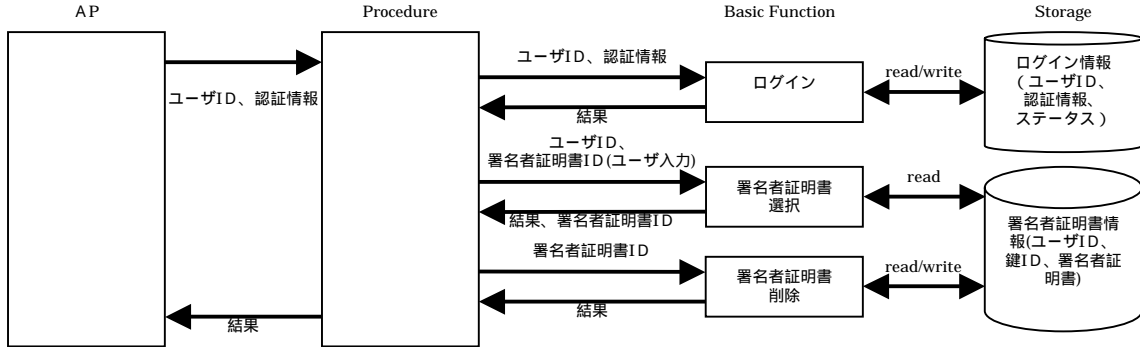 AP
Procedure
Basic Function
Storage
ユーザID、認証情報
ユーザID、認証情報
結果
ログイン
read/write
ログイン情報
(ユーザID、
認証情報、
ステータス)
ユーザID、
署名者証明書ID(ユーザ入力)
結果、署名者証明書ID
署名者証明書
選択
read
署名者証明書情
報(ユーザID、
鍵ID、署名者証
明書)
署名者証明書ID
結果
署名者証明書
削除
read/write
結果